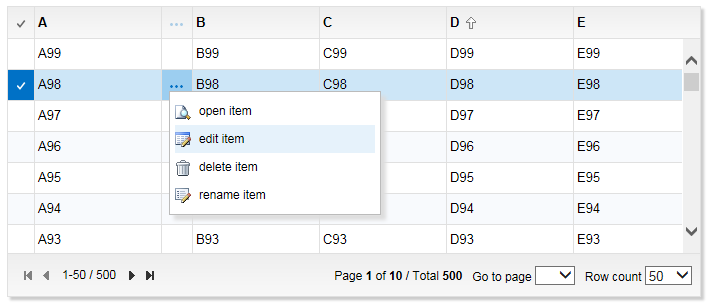 A ... B C D E
A99 B99 C99 D99 E99
A98 ... B98 C98 D98 E98
A97 D97 E97
open item
edit item
delete item
rename item
A96 D96 E96
A95 D95 E95
A94 D94 E94
A93 B93 C93 D93 E93
1-50 / 500 Page 1 of 10 / Total 500 Go to page Row count 50